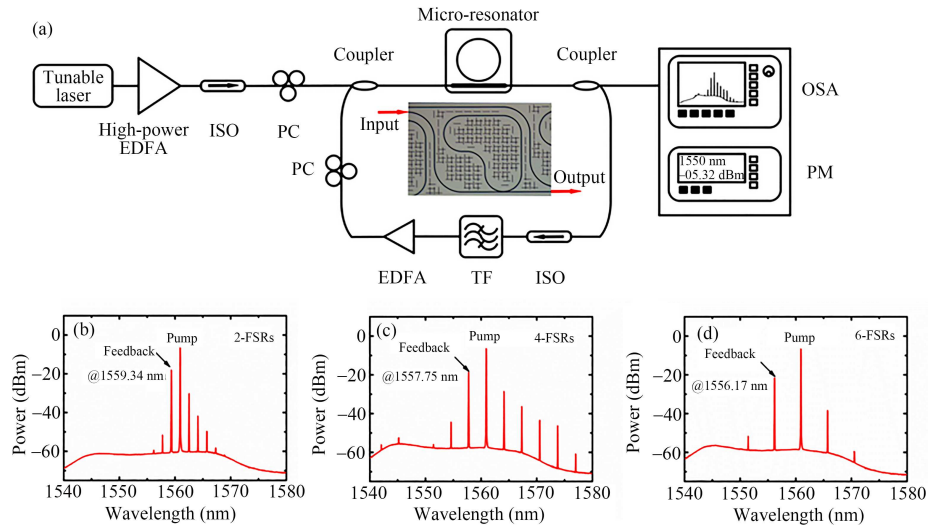 (a)
Micro-resonator
Coupler
Coupler
Tunable
laser
High-power
EDFA
ISO
PC
PC
Input
Output
OSA
1550 nm
−05.32 dBm
PM
EDFA
TF
ISO
(b)
Pump
2-FSRs
Feedback
@1559.34 nm
Power (dBm)
0
−20
−40
−60
1540
1550
1560
1570
1580
Wavelength (nm)
(c)
Pump
4-FSRs
Feedback
@1557.75 nm
Power (dBm)
0
−20
−40
−60
1540
1550
1560
1570
1580
Wavelength (nm)
(d)
Pump
6-FSRs
Feedback
@1556.17 nm
Power (dBm)
0
−20
−40
−60
1540
1550
1560
1570
1580
Wavelength (nm)